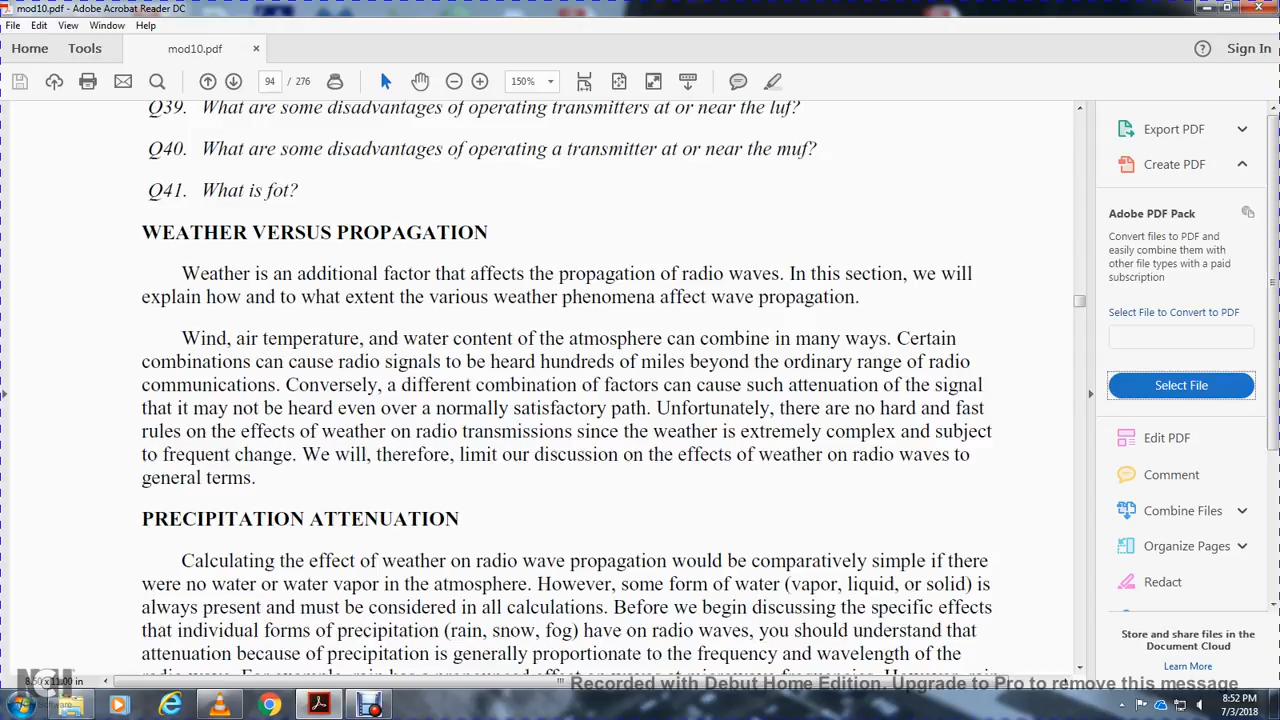 mod10.pdf - Adobe Acrobat Reader DC
File Edit View Window Help
Home Tools mod10.pdf × Sign In
94 / 276 150%
Q39. What are some disadvantages of operating transmitters at or near the luf?
Q40. What are some disadvantages of operating a transmitter at or near the muf?
Q41. What is fot?
WEATHER VERSUS PROPAGATION
Weather is an additional factor that affects the propagation of radio waves. In this section, we will
explain how and to what extent the various weather phenomena affect wave propagation.
Wind, air temperature, and water content of the atmosphere can combine in many ways. Certain
combinations can cause radio signals to be heard hundreds of miles beyond the ordinary range of radio
communications. Conversely, a different combination of factors can cause such attenuation of the signal
that it may not be heard even over a normally satisfactory path. Unfortunately, there are no hard and fast
rules on the effects of weather on radio transmissions since the weather is extremely complex and subject
to frequent change. We will, therefore, limit our discussion on the effects of weather on radio waves to
general terms.
PRECIPITATION ATTENUATION
Calculating the effect of weather on radio wave propagation would be comparatively simple if there
were no water or water vapor in the atmosphere. However, some form of water (vapor, liquid, or solid) is
always present and must be considered in all calculations. Before we begin discussing the specific effects
that individual forms of precipitation (rain, snow, fog) have on radio waves, you should understand that
attenuation because of precipitation is generally proportionate to the frequency and wavelength of the
Export PDF
Create PDF
Adobe PDF Pack
Convert files to PDF and
easily combine them with
other file types with a paid
subscription
Select File to Convert to PDF
Select File
Edit PDF
Comment
Combine Files
Organize Pages
Redact
Store and share files in the
Document Cloud
Learn More
8.50 x 11.00 in
Recorded with Debut Home Edition. Upgrade to Pro to remove this message
8:52 PM
7/3/2018